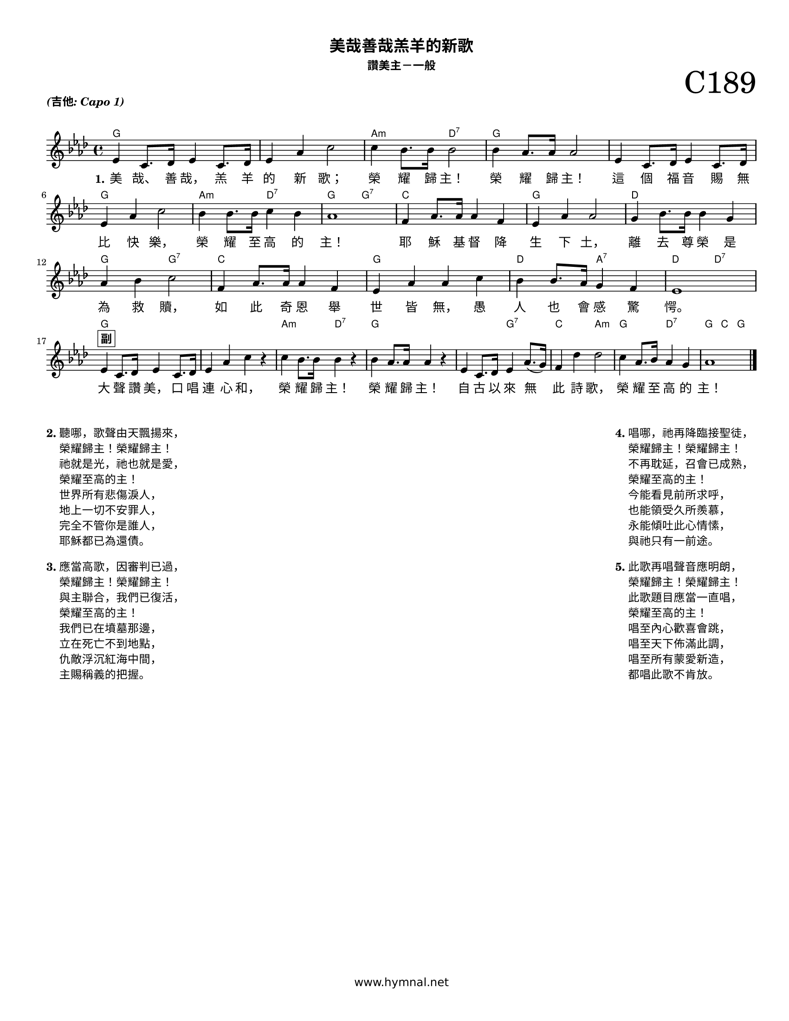 美哉善哉羔羊的新歌
讚美主－一般
C189
(吉他: Capo 1)
G Am D7 G
1. 美 哉、 善哉， 羔 羊 的 新 歌； 榮 耀 歸主！ 榮 耀 歸主！ 這 個 福音 賜 無
6 G Am D7 G G7 C G D
比 快 樂， 榮 耀 至高 的 主！ 耶 穌 基督 降 生 下 土， 離 去 尊榮 是
12 G G7 C G D A7 D D7
為 救 贖， 如 此 奇恩 舉 世 皆 無， 愚 人 也 會感 驚 愕。
G Am D7 G G7 C Am G D7 G C G
17 副
大 聲 讚 美， 口 唱 連 心 和， 榮 耀 歸 主！ 榮 耀 歸 主！ 自 古 以 來 無 此 詩 歌， 榮 耀 至 高 的 主！
2. 聽哪，歌聲由天飄揚來，
榮耀歸主！榮耀歸主！
祂就是光，祂也就是愛，
榮耀至高的主！
世界所有悲傷淚人，
地上一切不安罪人，
完全不管你是誰人，
耶穌都已為還債。
3. 應當高歌，因審判已過，
榮耀歸主！榮耀歸主！
與主聯合，我們已復活，
榮耀至高的主！
我們已在墳墓那邊，
立在死亡不到地點，
仇敵浮沉紅海中間，
主賜稱義的把握。
4. 唱哪，祂再降臨接聖徒，
榮耀歸主！榮耀歸主！
不再耽延，召會已成熟，
榮耀至高的主！
今能看見前所求呼，
也能領受久所羨慕，
永能傾吐此心情愫，
與祂只有一前途。
5. 此歌再唱聲音應明朗，
榮耀歸主！榮耀歸主！
此歌題目應當一直唱，
榮耀至高的主！
唱至內心歡喜會跳，
唱至天下佈滿此調，
唱至所有蒙愛新造，
都唱此歌不肯放。
www.hymnal.net